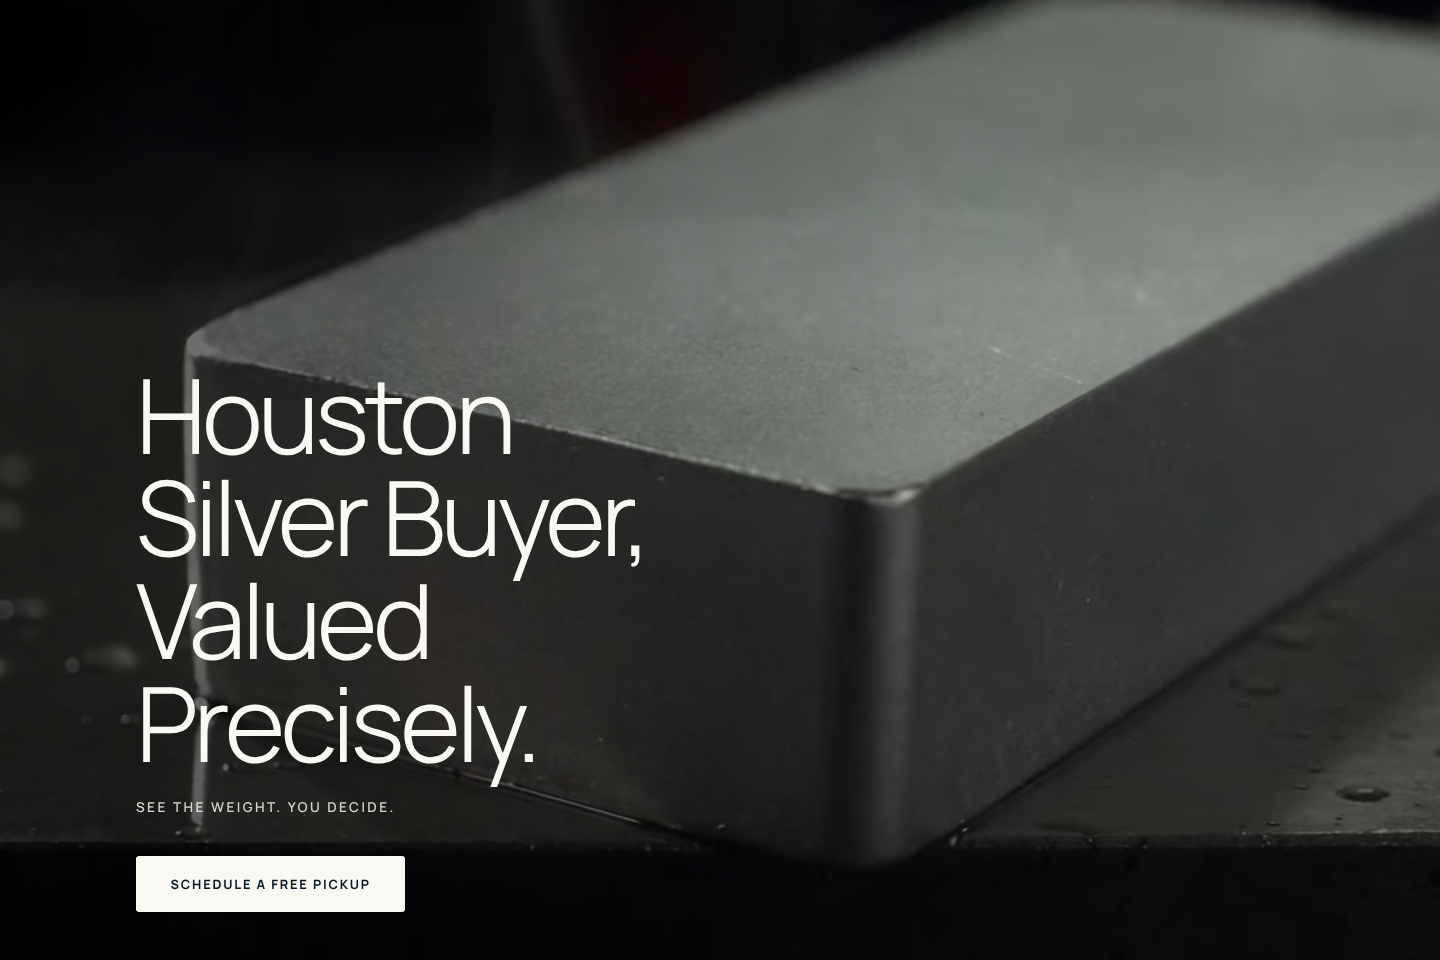 Houston
Silver Buyer,
Valued
Precisely.
SEE THE WEIGHT. YOU DECIDE.
SCHEDULE A FREE PICKUP